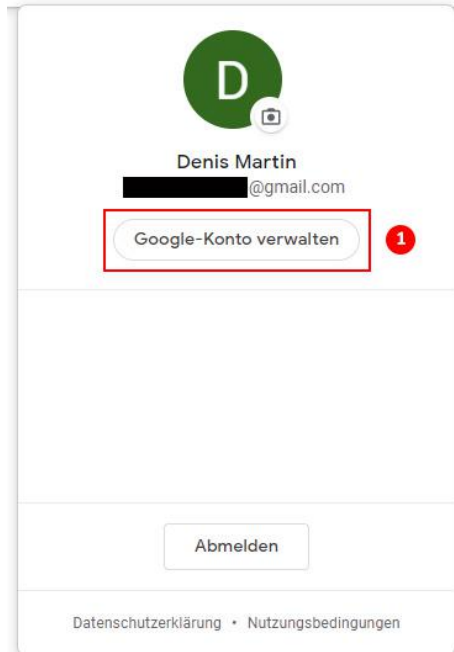 D
Denis Martin
@gmail.com
Google-Konto verwalten
1
Abmelden
Datenschutzerklärung • Nutzungsbedingungen